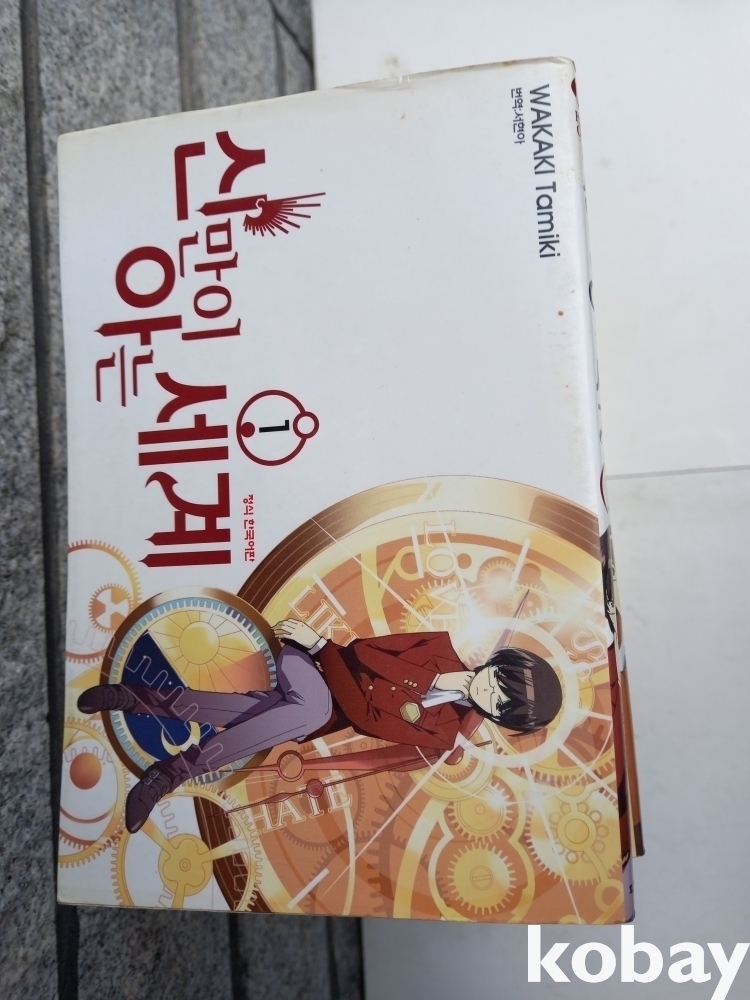 WAKAKI Tamiki
번역:서현아
신만이
아는
세계
1
정식 한국어판
LOVE
LIKE
HATE
kobay